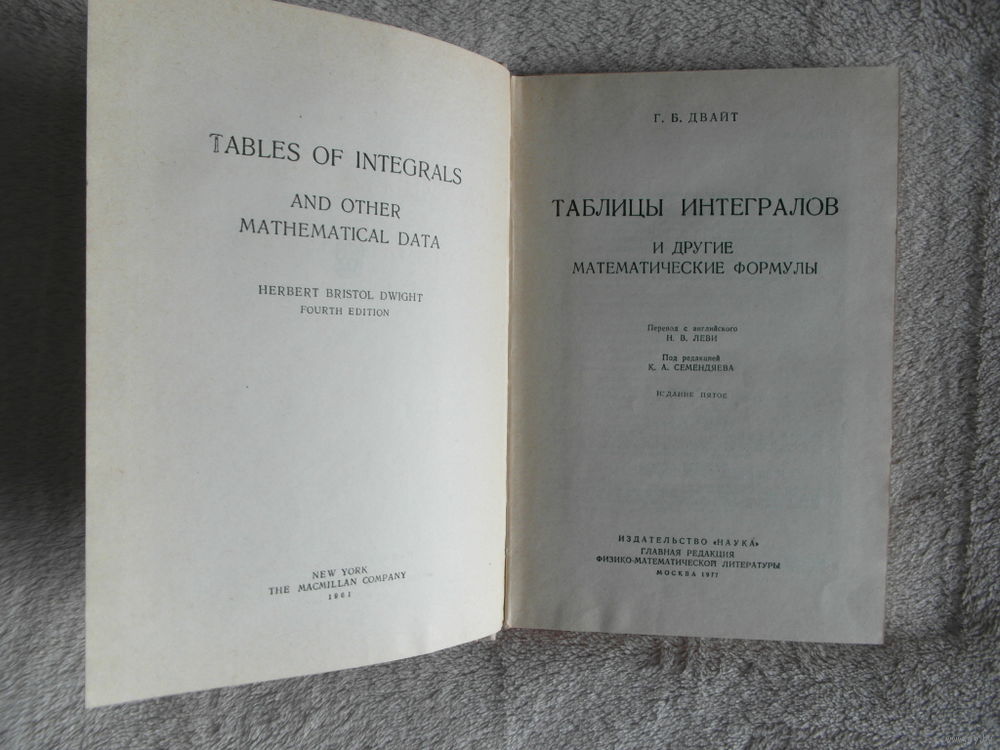 TABLES OF INTEGRALS
AND OTHER
MATHEMATICAL DATA
HERBERT BRISTOL DWIGHT
FOURTH EDITION
NEW YORK
THE MACMILLAN COMPANY
1961
Г. Б. ДВАЙТ
ТАБЛИЦЫ ИНТЕГРАЛОВ
И ДРУГИЕ
МАТЕМАТИЧЕСКИЕ ФОРМУЛЫ
Перевод с английского
Н. В. ЛЕВИ
Под редакцией
К. А. СЕМЕНДЯЕВА
ИЗДАНИЕ ПЯТОЕ
ИЗДАТЕЛЬСТВО «НАУКА»
ГЛАВНАЯ РЕДАКЦИЯ
ФИЗИКО-МАТЕМАТИЧЕСКОЙ ЛИТЕРАТУРЫ
МОСКВА 1977